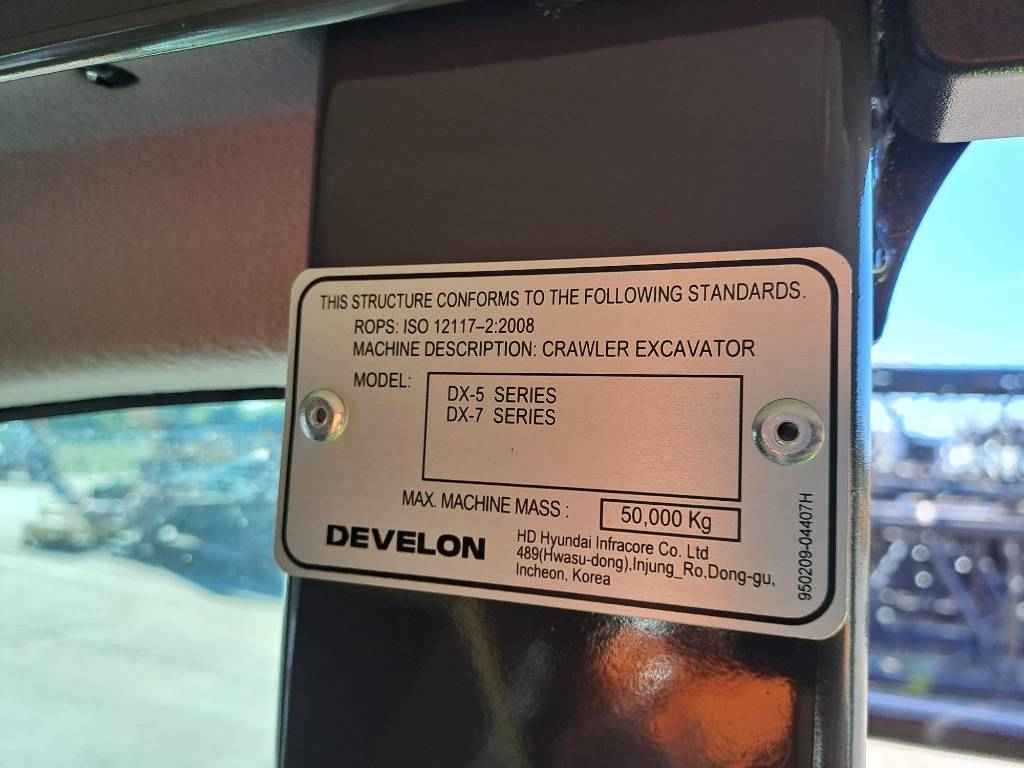 THIS STRUCTURE CONFORMS TO THE FOLLOWING STANDARDS.
ROPS: ISO 12117–2:2008
MACHINE DESCRIPTION: CRAWLER EXCAVATOR
MODEL:
DX-5 SERIES
DX-7 SERIES
MAX. MACHINE MASS : 50,000 Kg
DEVELON
HD Hyundai Infracore Co. Ltd
489(Hwasu-dong),Injung_Ro,Dong-gu,
Incheon. Korea
950209-04407H